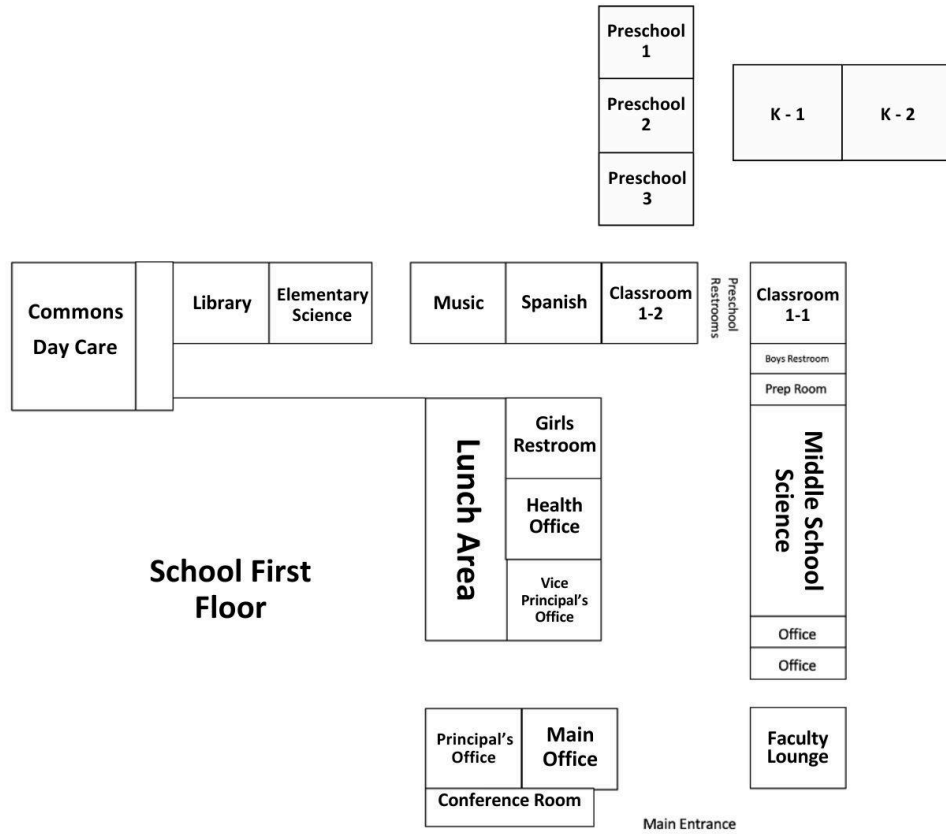 Preschool
1
Preschool
2
Preschool
3
K - 1
K - 2
Commons
Day Care
Library
Elementary
Science
Music
Spanish
Classroom
1-2
Preschool
Restrooms
Classroom
1-1
Boys Restroom
Prep Room
Girls
Restroom
Lunch Area
Health
Office
Middle School
Science
School First
Floor
Vice
Principal's
Office
Office
Office
Principal's
Office
Main
Office
Faculty
Lounge
Conference Room
Main Entrance